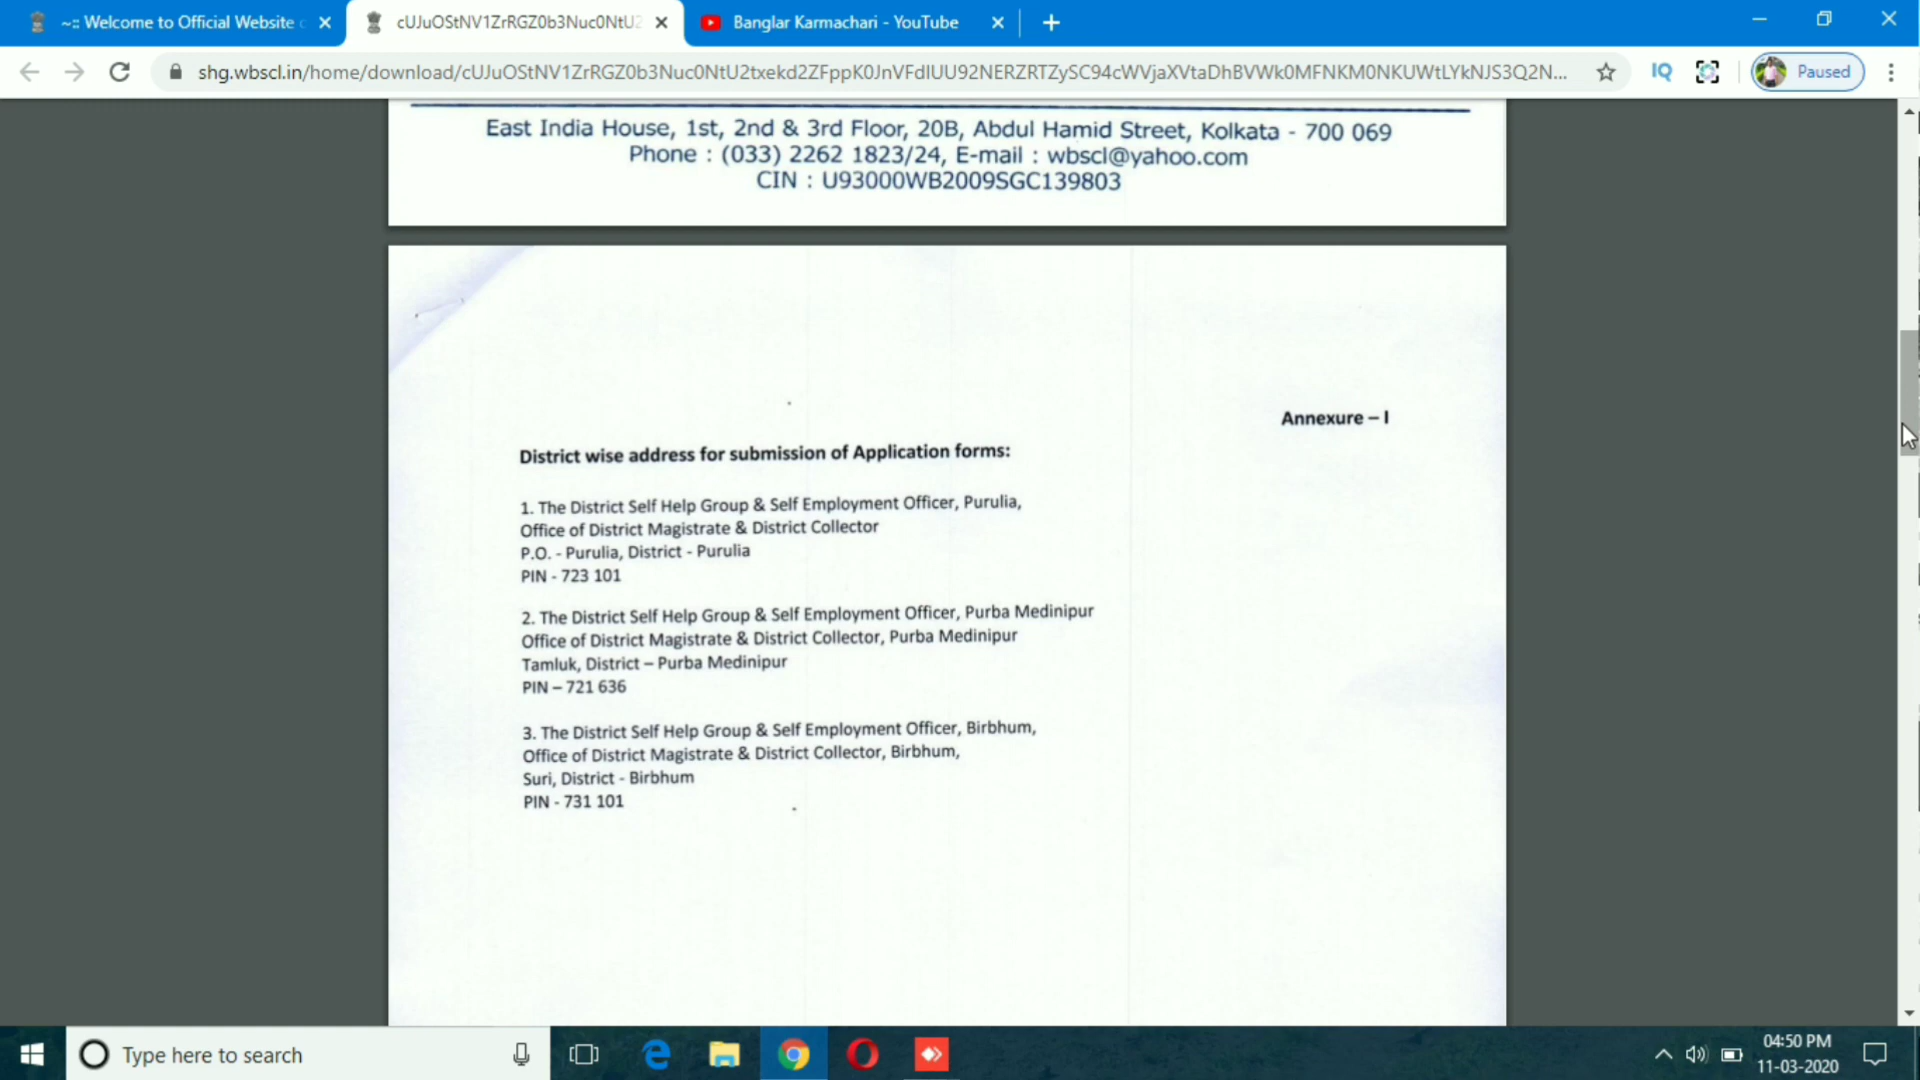 ~:: Welcome to Official Website
cUJuOStNV1ZrRGZ0b3Nuc0NtU2
Banglar Karmachari - YouTube
shg.wbscl.in/home/download/cUJuOStNV1ZrRGZ0b3Nuc0NtU2txekd2ZFppK0JnVFdIUU92NERZRTZySC94cWVjaXVtaDhBVWk0MFNKM0NKUWtLYkNJS3Q2N...
IQ
Paused
East India House, 1st, 2nd & 3rd Floor, 20B, Abdul Hamid Street, Kolkata - 700 069
Phone : (033) 2262 1823/24, E-mail : wbscl@yahoo.com
CIN : U93000WB2009SGC139803
Annexure – I
District wise address for submission of Application forms:
1. The District Self Help Group & Self Employment Officer, Purulia,
Office of District Magistrate & District Collector
P.O. - Purulia, District - Purulia
PIN - 723 101
2. The District Self Help Group & Self Employment Officer, Purba Medinipur
Office of District Magistrate & District Collector, Purba Medinipur
Tamluk, District – Purba Medinipur
PIN – 721 636
3. The District Self Help Group & Self Employment Officer, Birbhum,
Office of District Magistrate & District Collector, Birbhum,
Suri, District - Birbhum
PIN - 731 101
Type here to search
04:50 PM
11-03-2020